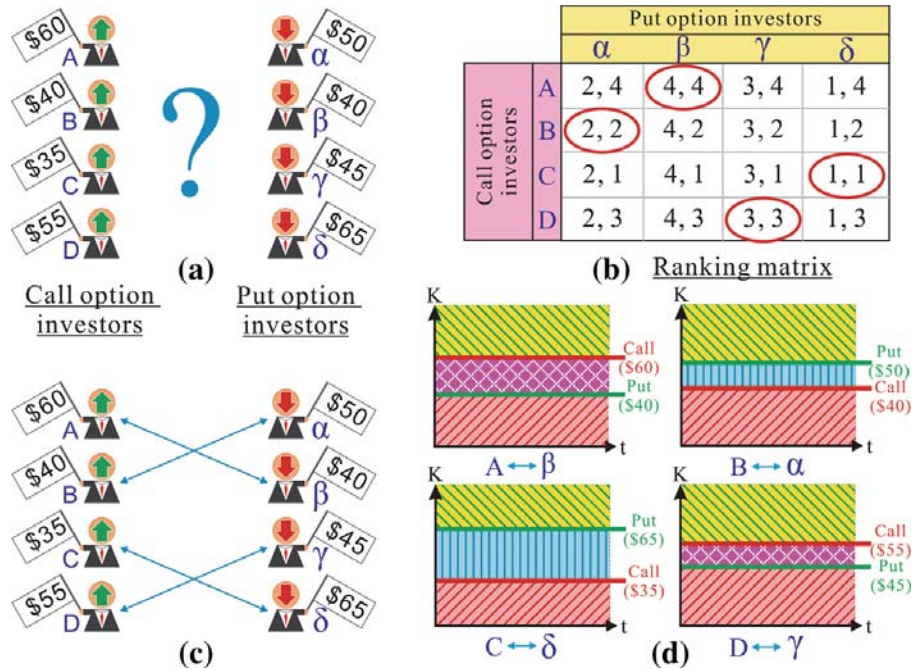 $60
A
$50
α
$40
B
$40
β
$35
C
$45
γ
$55
D
$65
δ
?
(a)
Call option
investors
Put option
investors
Put option investors
α β γ δ
Call option
investors
A 2, 4 4, 4 3, 4 1, 4
B 2, 2 4, 2 3, 2 1,2
C 2, 1 4, 1 3, 1 1, 1
D 2, 3 4, 3 3, 3 1, 3
(b) Ranking matrix
$60
A
$50
α
$40
B
$40
β
$35
C
$45
γ
$55
D
$65
δ
(c)
K
Call
($60)
Put
($40)
t
A β
K
Put
($50)
Call
($40)
t
B α
K
Put
($65)
Call
($35)
t
C δ
K
Call
($55)
Put
($45)
t
D γ
(d)